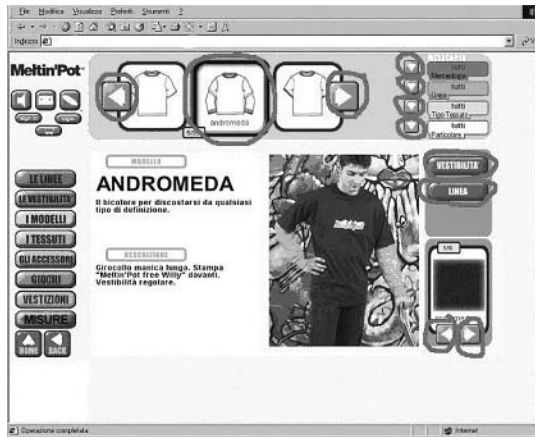 File Modifica Visualizza Preferiti Strumenti ?
Indirizzo
Meltin'Pot
tutti
Merceologia
tutti
Linea
tutti
Tipo Tessuto
tutti
Particolare
andromeda
MODELLO
ANDROMEDA
Il bicolore per discostarsi da qualsiasi
tipo di definizione.
DESCRIZIONE
Girocollo manica lunga. Stampa
"Meltin'Pot free Willy" davanti.
Vestibilità regolare.
VESTIBILITA'
LINEA
5/6
LE LINEE
LE VESTIBILITA'
I MODELLI
I TESSUTI
GLI ACCESSORI
GIOCHI
VESTIZIONI
MISURE
HOME
BACK
Operazione completata
Internet